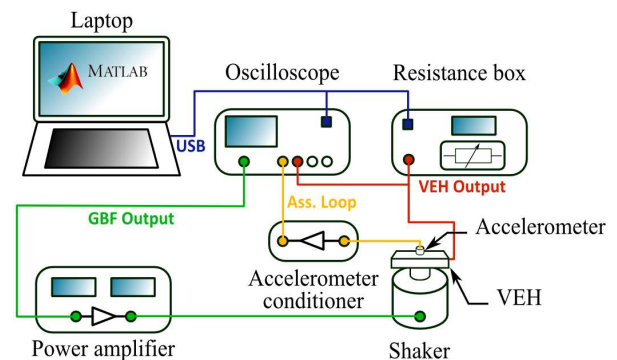 Laptop
MATLAB
Oscilloscope
Resistance box
USB
VEH Output
Ass. Loop
GBF Output
Accelerometer
Accelerometer
conditioner
VEH
Power amplifier
Shaker